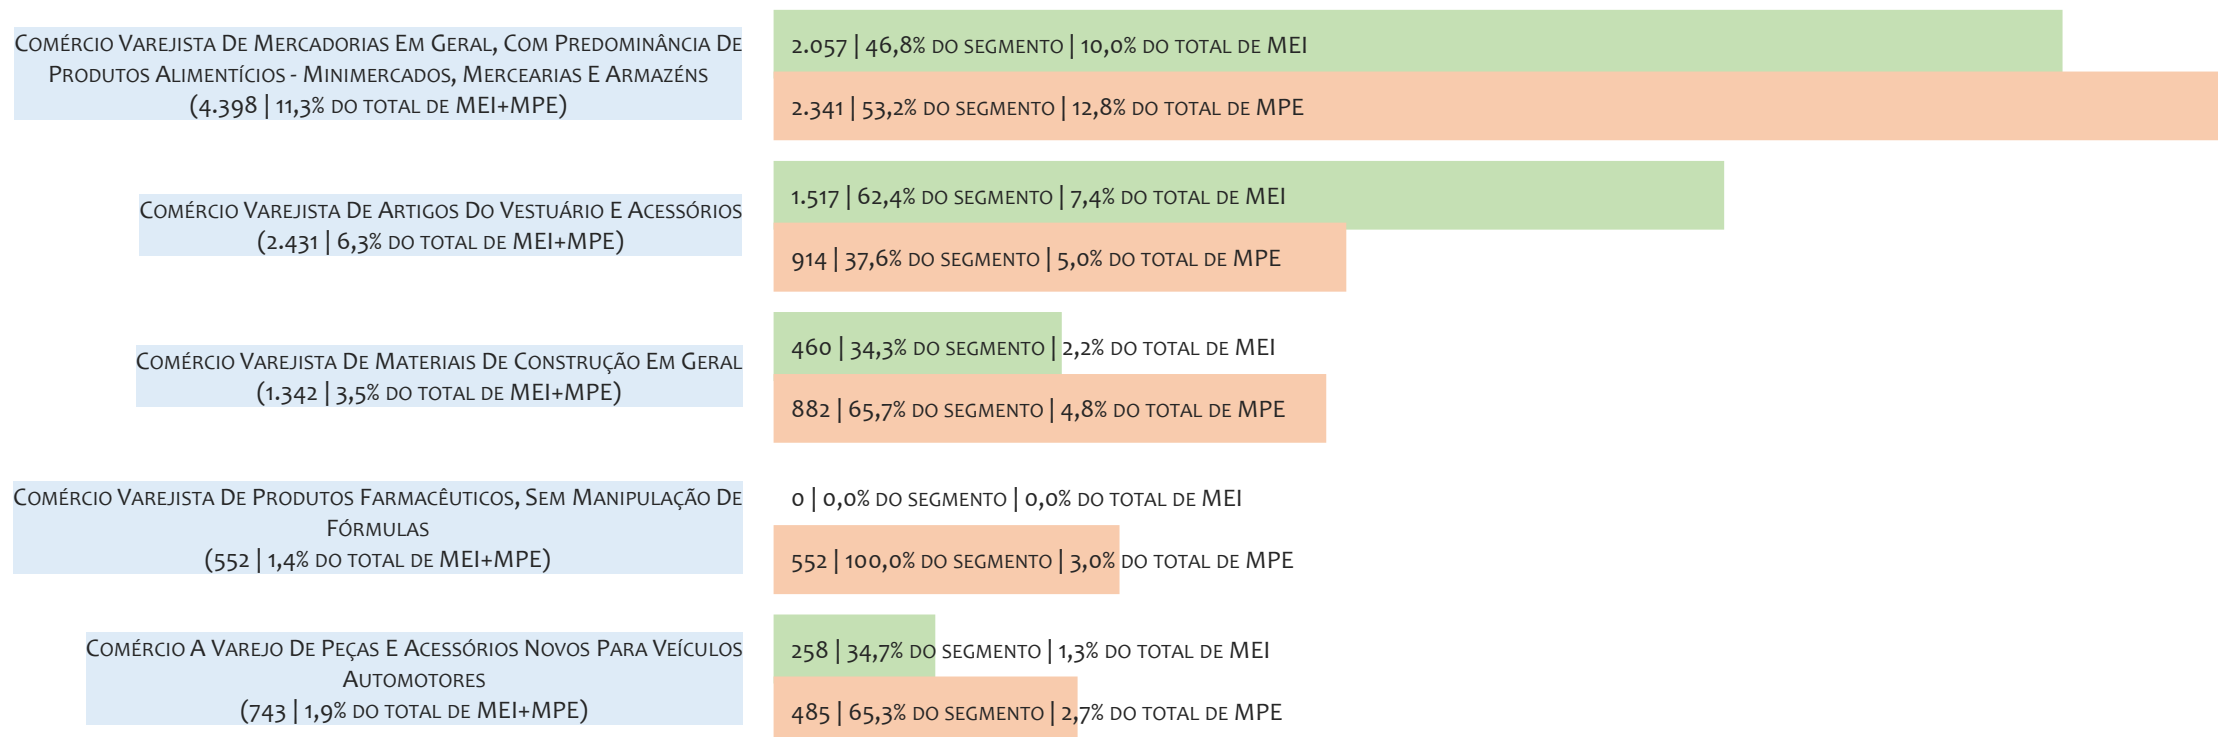 Comércio Varejista De Mercadorias Em Geral, Com Predominância De
Produtos Alimentícios - Minimercados, Mercearias E Armazéns
(4.398 | 11,3% do total de MEI+MPE)
2.057 | 46,8% do segmento | 10,0% do total de MEI
2.341 | 53,2% do segmento | 12,8% do total de MPE
Comércio Varejista De Artigos Do Vestuário E Acessórios
(2.431 | 6,3% do total de MEI+MPE)
1.517 | 62,4% do segmento | 7,4% do total de MEI
914 | 37,6% do segmento | 5,0% do total de MPE
Comércio Varejista De Materiais De Construção Em Geral
(1.342 | 3,5% do total de MEI+MPE)
460 | 34,3% do segmento | 2,2% do total de MEI
882 | 65,7% do segmento | 4,8% do total de MPE
Comércio Varejista De Produtos Farmacêuticos, Sem Manipulação De
Fórmulas
(552 | 1,4% do total de MEI+MPE)
0 | 0,0% do segmento | 0,0% do total de MEI
552 | 100,0% do segmento | 3,0% do total de MPE
Comércio A Varejo De Peças E Acessórios Novos Para Veículos
Automotores
(743 | 1,9% do total de MEI+MPE)
258 | 34,7% do segmento | 1,3% do total de MEI
485 | 65,3% do segmento | 2,7% do total de MPE